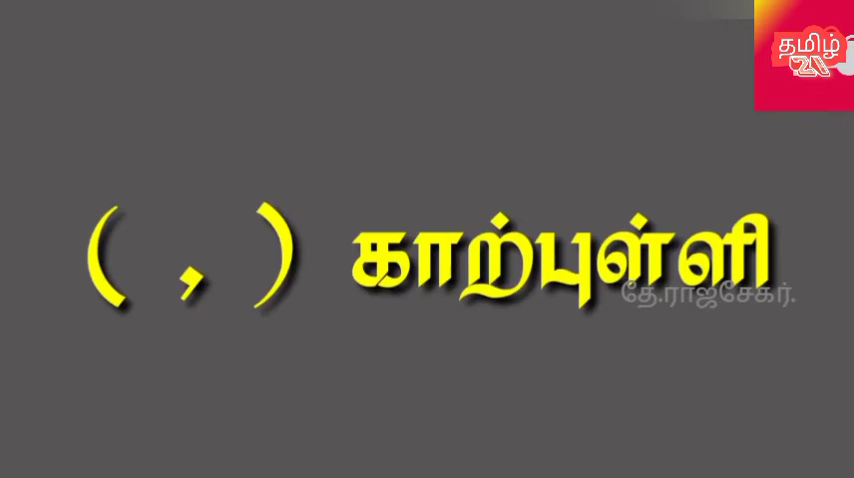 தமிழ்
( , ) காற்புள்ளி
தே.ராஜசேகர்.